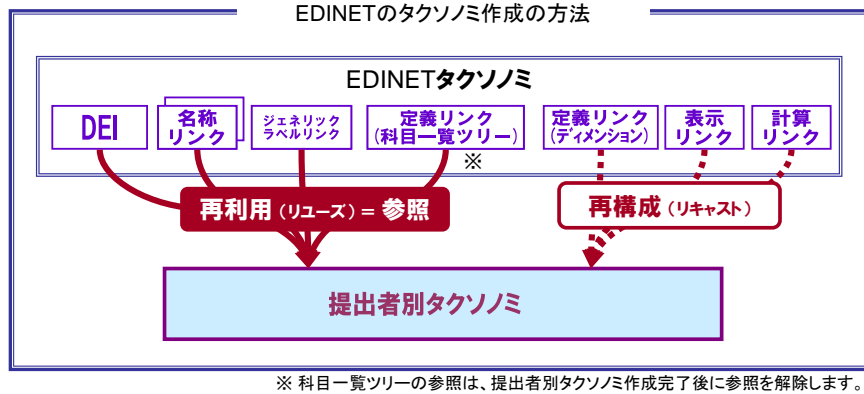 EDINETのタクソノミ作成の方法
EDINETタクソノミ
DEI
名称
リンク
ジェネリック
ラベルリンク
定義リンク
(科目一覧ツリー)
※
定義リンク
(ディメンション)
表示
リンク
計算
リンク
再利用(リユーズ)= 参照
再構成(リキャスト)
提出者別タクソノミ
※ 科目一覧ツリーの参照は、提出者別タクソノミ作成完了後に参照を解除します。